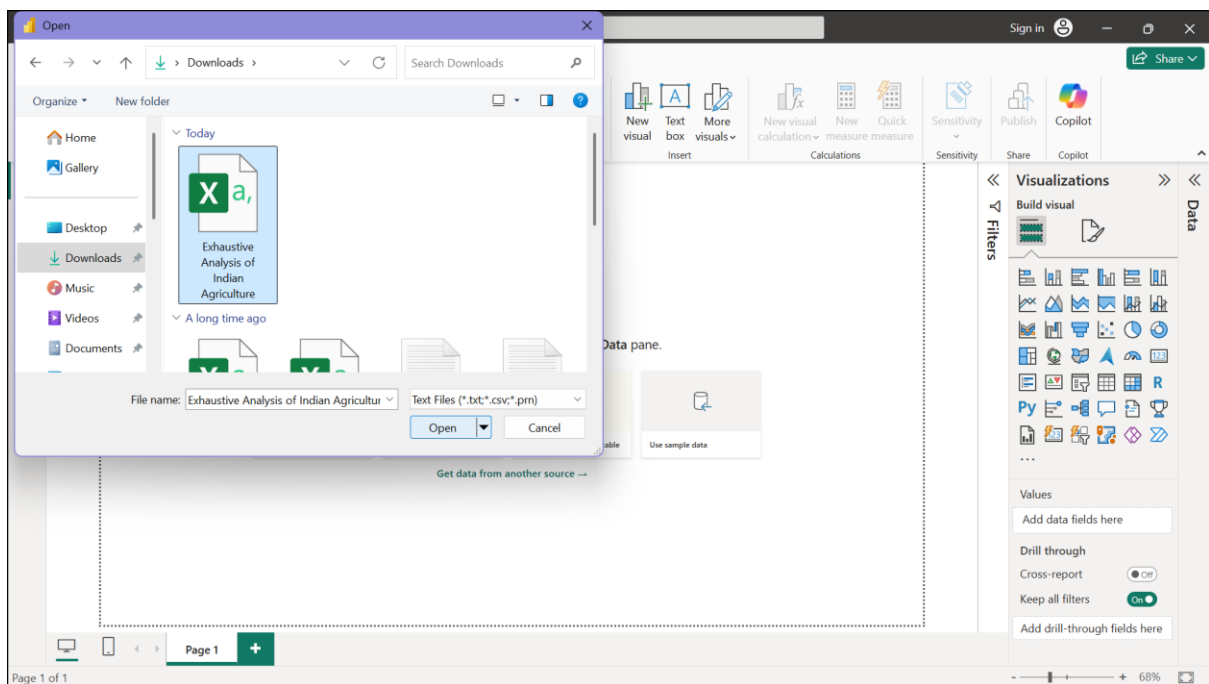 Open
Downloads
Search Downloads
Organize
New folder
Home
Gallery
Desktop
Downloads
Music
Videos
Documents
Today
a,
Exhaustive
Analysis of
Indian
Agriculture
A long time ago
File name: Exhaustive Analysis of Indian Agricultur
Text Files (*.txt;*.csv;*.prn)
Open
Cancel
Sign in
Share
New
visual
Text
box
More
visuals
New visual
calculation
New
measure
Quick
measure
Sensitivity
Publish
Copilot
Insert
Calculations
Sensitivity
Share
Copilot
Data pane.
Use sample data
Get data from another source →
Filters
Visualizations
Build visual
Data
123
R
Py
123
...
Values
Add data fields here
Drill through
Cross-report
Off
Keep all filters
On
Add drill-through fields here
Page 1
+
Page 1 of 1
- + 68%